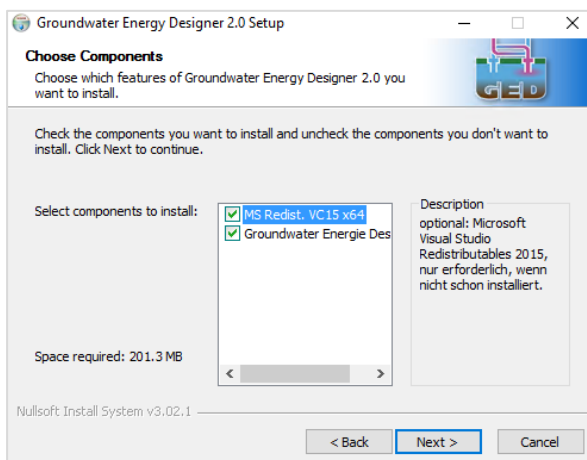 Groundwater Energy Designer 2.0 Setup
Choose Components
Choose which features of Groundwater Energy Designer 2.0 you
want to install.
GED
Check the components you want to install and uncheck the components you don't want to
install. Click Next to continue.
Select components to install:
MS Redist. VC15 x64
Groundwater Energie Des
Description
optional: Microsoft
Visual Studio
Redistributables 2015,
nur erforderlich, wenn
nicht schon installiert.
Space required: 201.3 MB
Nullsoft Install System v3.02.1
< Back
Next >
Cancel